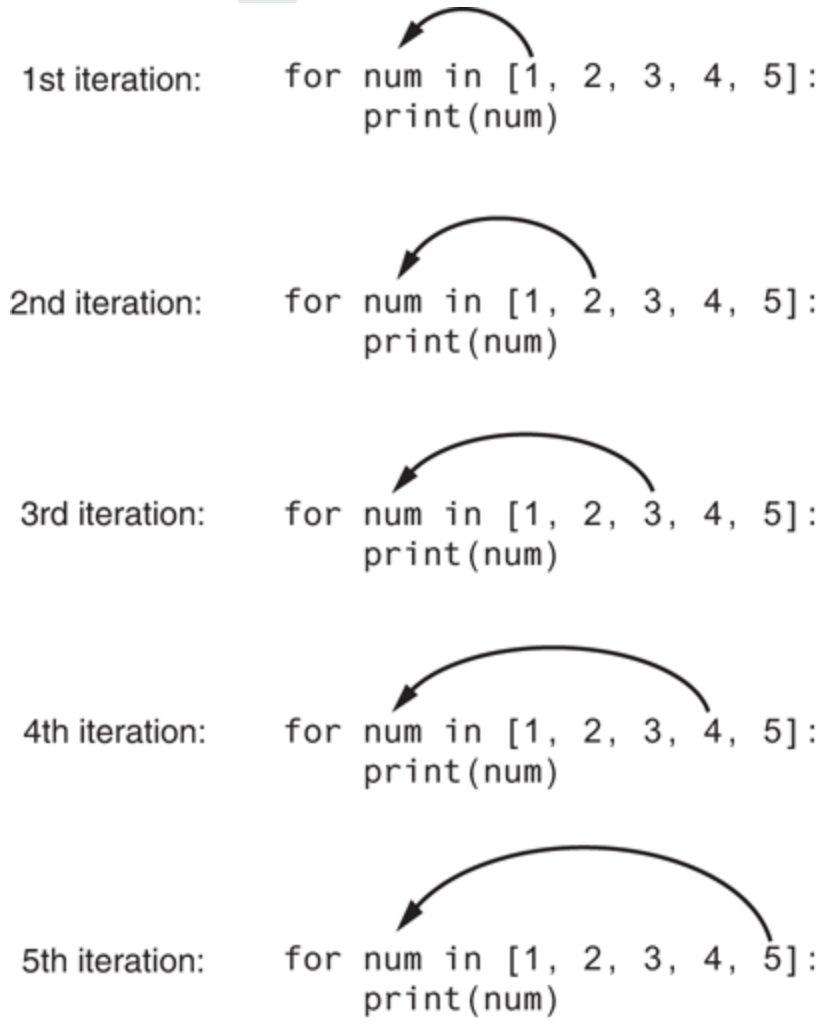 1st iteration: for num in [1, 2, 3, 4, 5]:
print(num)
2nd iteration: for num in [1, 2, 3, 4, 5]:
print(num)
3rd iteration: for num in [1, 2, 3, 4, 5]:
print(num)
4th iteration: for num in [1, 2, 3, 4, 5]:
print(num)
5th iteration: for num in [1, 2, 3, 4, 5]:
print(num)